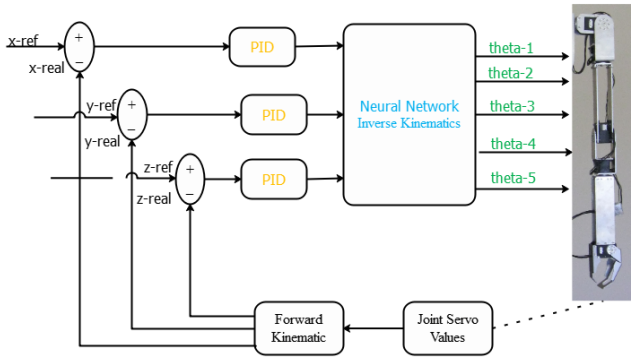 x-ref
+
−
x-real
PID
theta-1
theta-2
y-ref
+
−
y-real
PID
Neural Network
Inverse Kinematics
theta-3
z-ref
+
−
z-real
PID
theta-4
theta-5
Forward
Kinematic
Joint Servo
Values